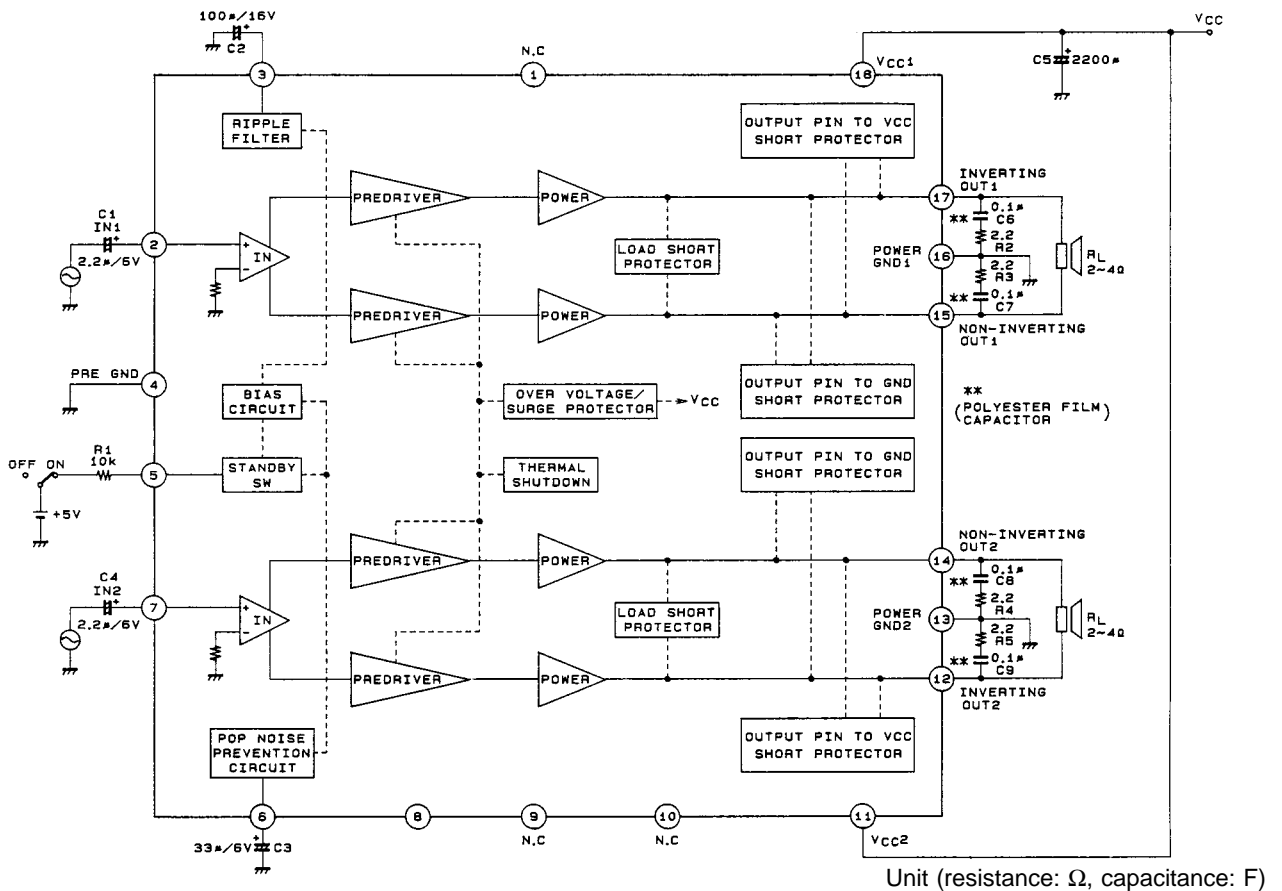 100μ/16V
C2
VCC
N.C
3
1
18
VCC1
C5
2200μ
RIPPLE
FILTER
OUTPUT PIN TO VCC
SHORT PROTECTOR
INVERTING
OUT1
PREDRIVER
POWER
17
0.1μ
** C6
2.2
R2
C1
IN1
2.2μ/6V
2
+
IN
−
LOAD SHORT
PROTECTOR
POWER
GND1
16
RL
2~4Ω
2.2
R3
** 0.1μ
C7
PREDRIVER
POWER
15
NON-INVERTING
OUT1
PRE GND
4
BIAS
CIRCUIT
OVER VOLTAGE/
SURGE PROTECTOR
VCC
OUTPUT PIN TO GND
SHORT PROTECTOR
**
(POLYESTER FILM)
CAPACITOR
OFF ON
R1
10k
5
+5V
STANDBY
SW
THERMAL
SHUTDOWN
OUTPUT PIN TO GND
SHORT PROTECTOR
NON-INVERTING
OUT2
PREDRIVER
POWER
14
0.1μ
** C8
2.2
R4
C4
IN2
2.2μ/6V
7
+
IN
−
LOAD SHORT
PROTECTOR
POWER
GND2
13
RL
2~4Ω
2.2
R5
** 0.1μ
C9
PREDRIVER
POWER
12
INVERTING
OUT2
POP NOISE
PREVENTION
CIRCUIT
OUTPUT PIN TO VCC
SHORT PROTECTOR
6
8
9
10
11
33μ/6V
C3
N.C
N.C
VCC2
Unit (resistance: Ω, capacitance: F)